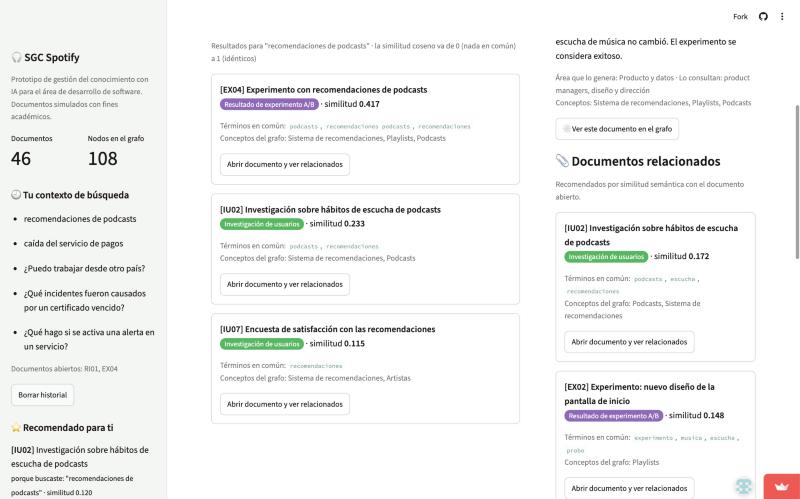 Fork
SGC Spotify
Prototipo de gestión del conocimiento con
IA para el área de desarrollo de software.
Documentos simulados con fines
académicos.
Documentos
Nodos en el grafo
46
108
Tu contexto de búsqueda
recomendaciones de podcasts
caída del servicio de pagos
¿Puedo trabajar desde otro país?
¿Qué incidentes fueron causados
por un certificado vencido?
¿Qué hago si se activa una alerta en
un servicio?
Documentos abiertos: RI01, EX04
Borrar historial
Recomendado para ti
[IU02] Investigación sobre hábitos de
escucha de podcasts
porque buscaste: "recomendaciones de
podcasts" · similitud 0.120
Resultados para "recomendaciones de podcasts" · la similitud coseno va de 0 (nada en común)
a 1 (idénticos)
[EX04] Experimento con recomendaciones de podcasts
Resultado de experimento A/B · similitud 0.417
Términos en común: podcasts , recomendaciones podcasts , recomendaciones
Conceptos del grafo: Sistema de recomendaciones, Playlists, Podcasts
Abrir documento y ver relacionados
[IU02] Investigación sobre hábitos de escucha de podcasts
Investigación de usuarios · similitud 0.233
Términos en común: podcasts , recomendaciones
Conceptos del grafo: Sistema de recomendaciones, Podcasts
Abrir documento y ver relacionados
[IU07] Encuesta de satisfacción con las recomendaciones
Investigación de usuarios · similitud 0.115
Términos en común: recomendaciones
Conceptos del grafo: Sistema de recomendaciones, Artistas
Abrir documento y ver relacionados
escucha de música no cambió. El experimento se
considera exitoso.
Área que lo genera: Producto y datos · Lo consultan: product
managers, diseño y dirección
Conceptos: Sistema de recomendaciones, Playlists, Podcasts
Ver este documento en el grafo
Documentos relacionados
Recomendados por similitud semántica con el documento
abierto.
[IU02] Investigación sobre hábitos de escucha
de podcasts
Investigación de usuarios · similitud 0.172
Términos en común: podcasts , escucha ,
recomendaciones
Conceptos del grafo: Podcasts, Sistema de
recomendaciones
Abrir documento y ver relacionados
[EX02] Experimento: nuevo diseño de la
pantalla de inicio
Resultado de experimento A/B · similitud 0.148
Términos en común: experimento , musica , escucha ,
probo
Conceptos del grafo: Playlists
Abrir documento y ver relacionados